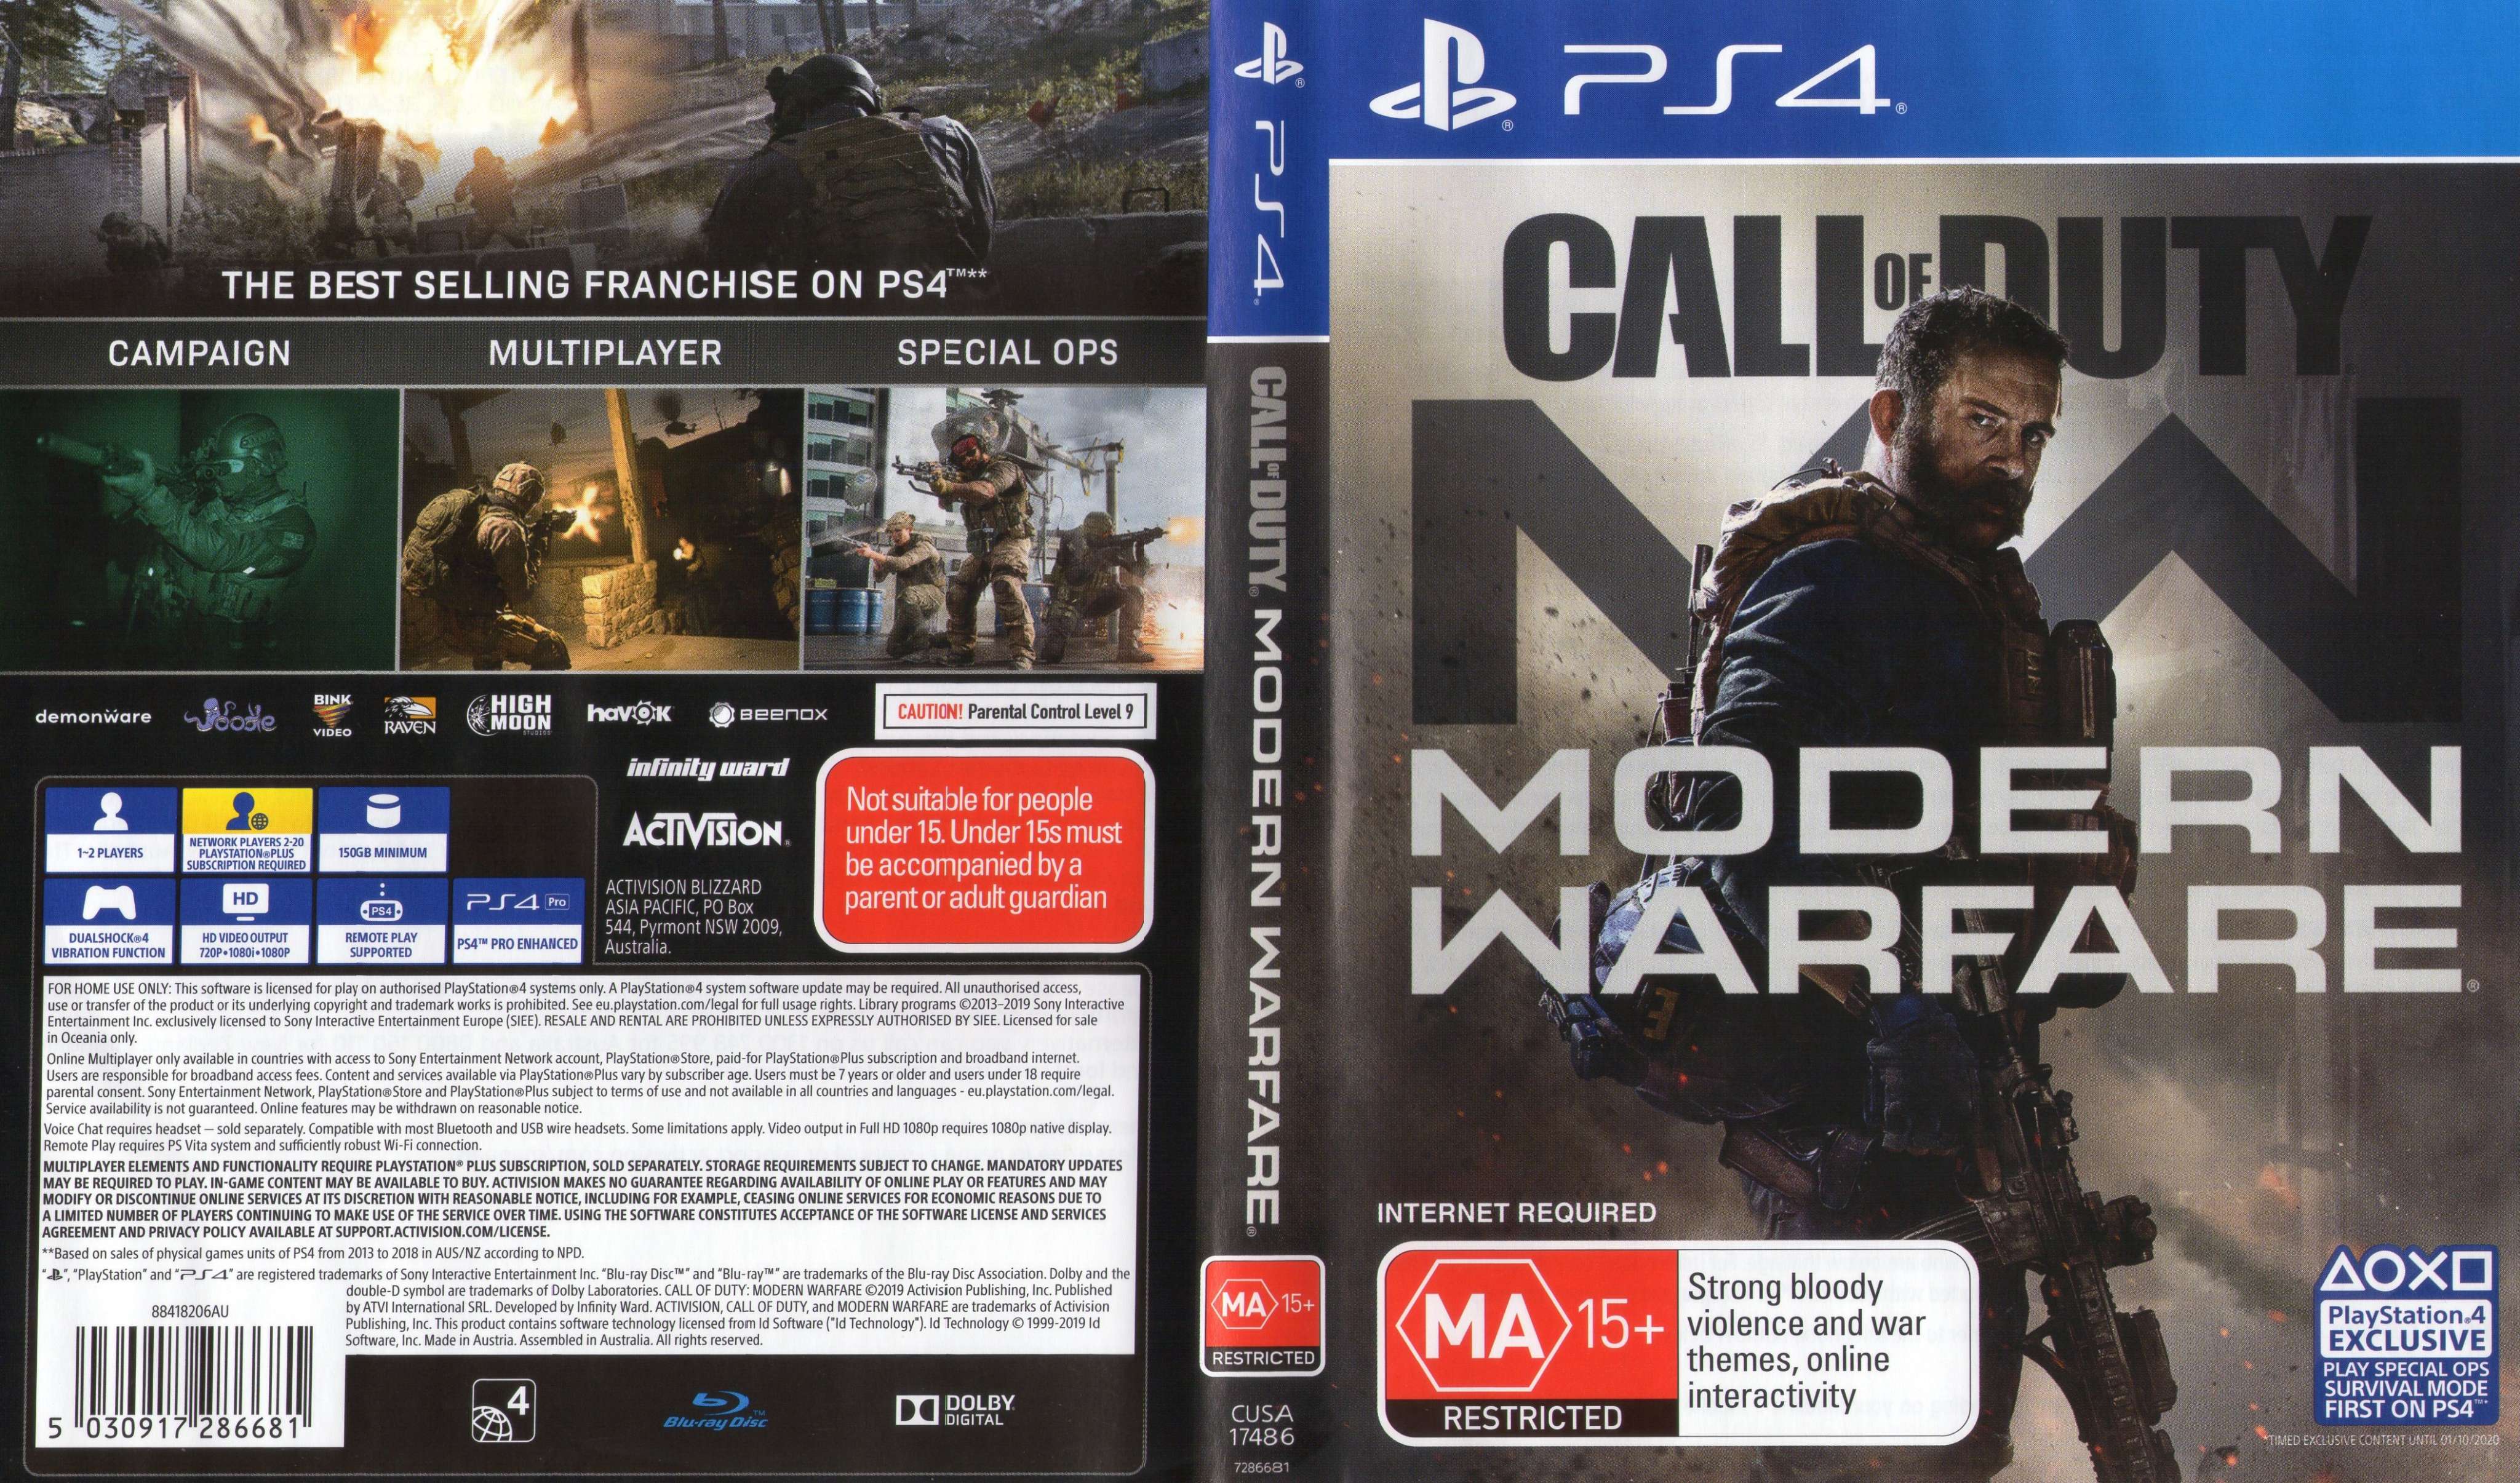 THE BEST SELLING FRANCHISE ON PS4™**
CAMPAIGN
MULTIPLAYER
SPECIAL OPS
demonware
oodle
BINK
VIDEO
RAVEN
HIGH
MOON
STUDIOS
havok
BEENOX
CAUTION! Parental Control Level 9
infinity ward
ACTIVISION®
ACTIVISION BLIZZARD
ASIA PACIFIC, PO Box
544, Pyrmont NSW 2009,
Australia.
Not suitable for people
under 15. Under 15s must
be accompanied by a
parent or adult guardian
1~2 PLAYERS
NETWORK PLAYERS 2-20
PLAYSTATION®PLUS
SUBSCRIPTION REQUIRED
150GB MINIMUM
DUALSHOCK®4
VIBRATION FUNCTION
HD
HD VIDEO OUTPUT
720P•1080i•1080P
PS4
REMOTE PLAY
SUPPORTED
PS4 Pro
PS4™ PRO ENHANCED
FOR HOME USE ONLY: This software is licensed for play on authorised PlayStation®4 systems only. A PlayStation®4 system software update may be required. All unauthorised access,
use or transfer of the product or its underlying copyright and trademark works is prohibited. See eu.playstation.com/legal for full usage rights. Library programs ©2013–2019 Sony Interactive
Entertainment Inc. exclusively licensed to Sony Interactive Entertainment Europe (SIEE). RESALE AND RENTAL ARE PROHIBITED UNLESS EXPRESSLY AUTHORISED BY SIEE. Licensed for sale
in Oceania only.
Online Multiplayer only available in countries with access to Sony Entertainment Network account, PlayStation®Store, paid-for PlayStation®Plus subscription and broadband internet.
Users are responsible for broadband access fees. Content and services available via PlayStation®Plus vary by subscriber age. Users must be 7 years or older and users under 18 require
parental consent. Sony Entertainment Network, PlayStation®Store and PlayStation®Plus subject to terms of use and not available in all countries and languages - eu.playstation.com/legal.
Service availability is not guaranteed. Online features may be withdrawn on reasonable notice.
Voice Chat requires headset – sold separately. Compatible with most Bluetooth and USB wire headsets. Some limitations apply. Video output in Full HD 1080p requires 1080p native display.
Remote Play requires PS Vita system and sufficiently robust Wi-Fi connection.
MULTIPLAYER ELEMENTS AND FUNCTIONALITY REQUIRE PLAYSTATION® PLUS SUBSCRIPTION, SOLD SEPARATELY. STORAGE REQUIREMENTS SUBJECT TO CHANGE. MANDATORY UPDATES
MAY BE REQUIRED TO PLAY. IN-GAME CONTENT MAY BE AVAILABLE TO BUY. ACTIVISION MAKES NO GUARANTEE REGARDING AVAILABILITY OF ONLINE PLAY OR FEATURES AND MAY
MODIFY OR DISCONTINUE ONLINE SERVICES AT ITS DISCRETION WITH REASONABLE NOTICE, INCLUDING FOR EXAMPLE, CEASING ONLINE SERVICES FOR ECONOMIC REASONS DUE TO
A LIMITED NUMBER OF PLAYERS CONTINUING TO MAKE USE OF THE SERVICE OVER TIME. USING THE SOFTWARE CONSTITUTES ACCEPTANCE OF THE SOFTWARE LICENSE AND SERVICES
AGREEMENT AND PRIVACY POLICY AVAILABLE AT SUPPORT.ACTIVISION.COM/LICENSE.
**Based on sales of physical games units of PS4 from 2013 to 2018 in AUS/NZ according to NPD.
“ ”, “PlayStation” and “PS4” are registered trademarks of Sony Interactive Entertainment Inc. “Blu-ray Disc™” and “Blu-ray™” are trademarks of the Blu-ray Disc Association. Dolby and the
double-D symbol are trademarks of Dolby Laboratories. CALL OF DUTY: MODERN WARFARE ©2019 Activision Publishing, Inc. Published
by ATVI International SRL. Developed by Infinity Ward. ACTIVISION, CALL OF DUTY, and MODERN WARFARE are trademarks of Activision
Publishing, Inc. This product contains software technology licensed from Id Software ("Id Technology"). Id Technology © 1999-2019 Id
Software, Inc. Made in Austria. Assembled in Australia. All rights reserved.
88418206AU
5 030917 286681
4
Blu-ray Disc™
DOLBY
DIGITAL
PS4®
CALL OF DUTY® MODERN WARFARE®
MA 15+
RESTRICTED
CUSA
17486
7286681
PS4®
CALL OF DUTY
MW
MODERN
WARFARE®
INTERNET REQUIRED
MA 15+
RESTRICTED
Strong bloody
violence and war
themes, online
interactivity
PlayStation®4
EXCLUSIVE
PLAY SPECIAL OPS
SURVIVAL MODE
FIRST ON PS4™*
*TIMED EXCLUSIVE CONTENT UNTIL 01/10/2020